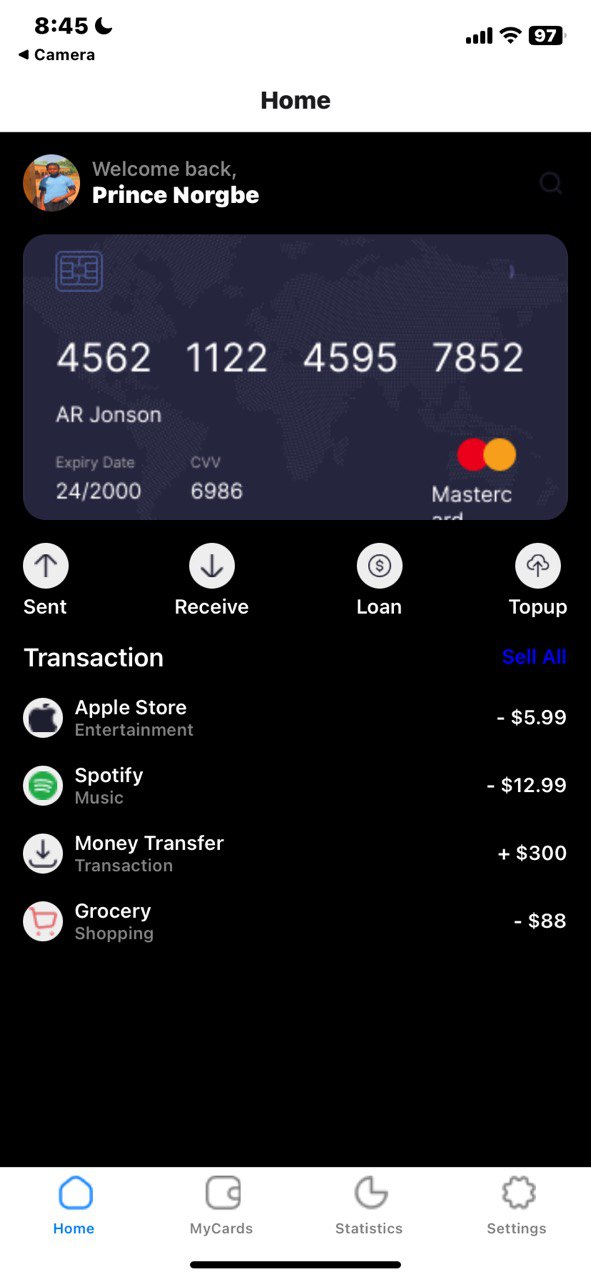 8:45
97
Camera
Home
Welcome back,
Prince Norgbe
4562 1122 4595 7852
AR Jonson
Expiry Date CVV
24/2000 6986
Masterc
ard
Sent Receive Loan Topup
Transaction Sell All
Apple Store
Entertainment
- $5.99
Spotify
Music
- $12.99
Money Transfer
Transaction
+ $300
Grocery
Shopping
- $88
Home MyCards Statistics Settings